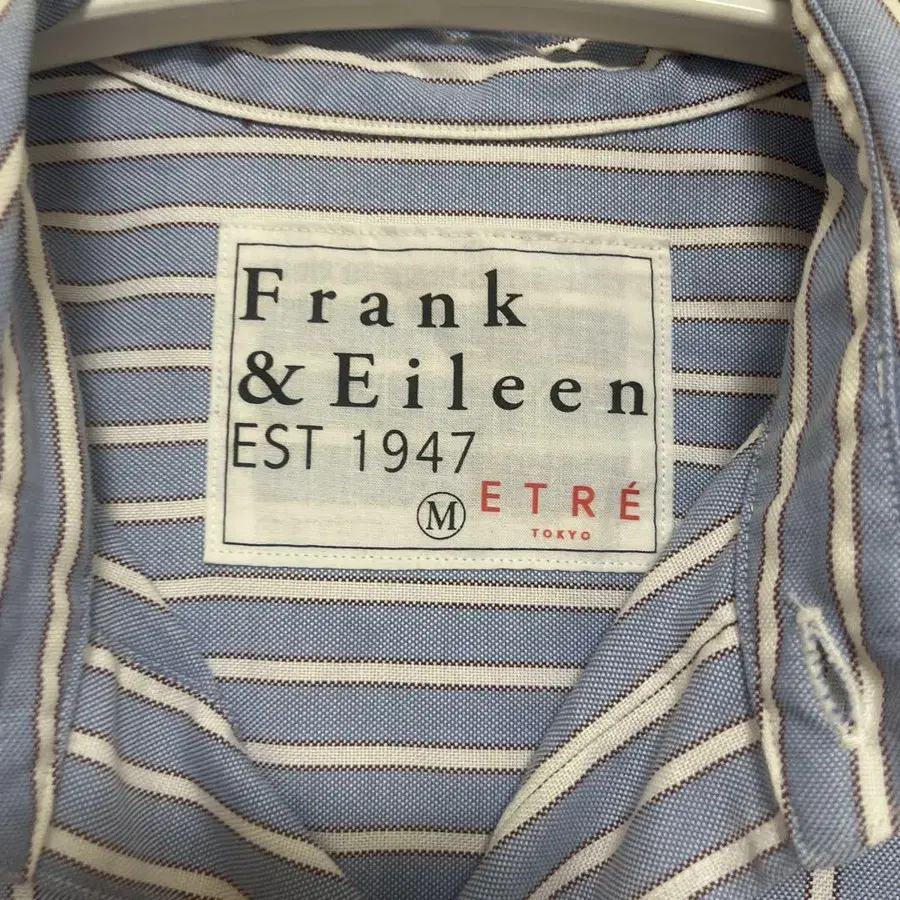 Frank
& Eileen
EST 1947
M ETRÉ
TOKYO